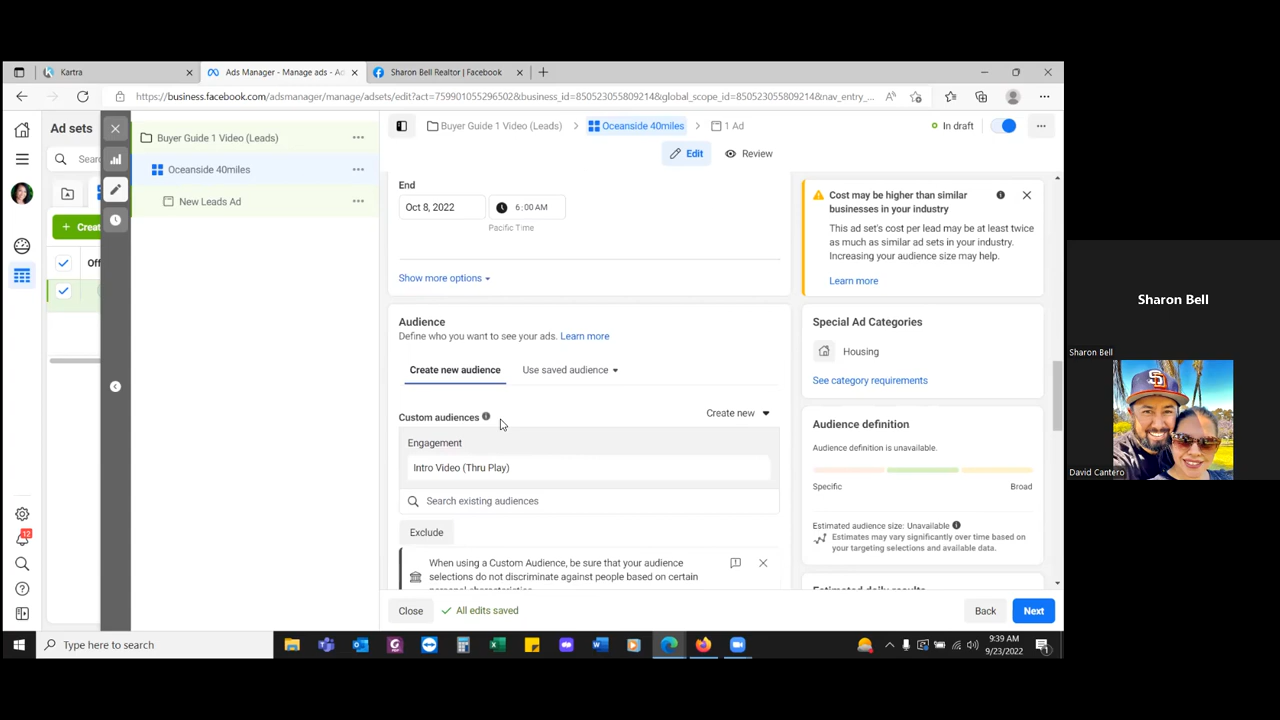 Kartra
Ads Manager - Manage ads - Ad
Sharon Bell Realtor | Facebook
https://business.facebook.com/adsmanager/manage/adsets/edit?act=759901055296502&business_id=850523055809214&global_scope_id=850523055809214&nav_entry_...
Ad sets
Buyer Guide 1 Video (Leads)
Oceanside 40miles
1 Ad
In draft
Buyer Guide 1 Video (Leads)
Edit
Review
Sear
Oceanside 40miles
New Leads Ad
+ Creat
Off
End
Oct 8, 2022
6:00 AM
Pacific Time
Show more options
Cost may be higher than similar
businesses in your industry
This ad set's cost per lead may be at least twice
as much as similar ad sets in your industry.
Increasing your audience size may help.
Learn more
Audience
Define who you want to see your ads. Learn more
Create new audience
Use saved audience
Custom audiences
Create new
Engagement
Intro Video (Thru Play)
Search existing audiences
Exclude
When using a Custom Audience, be sure that your audience
selections do not discriminate against people based on certain
Special Ad Categories
Housing
See category requirements
Audience definition
Audience definition is unavailable.
Specific
Broad
Estimated audience size: Unavailable
Estimates may vary significantly over time based on
your targeting selections and available data.
Estimated daily results
Close
All edits saved
Back
Next
12
Type here to search
9:39 AM
9/23/2022
1
Sharon Bell
Sharon Bell
David Cantero